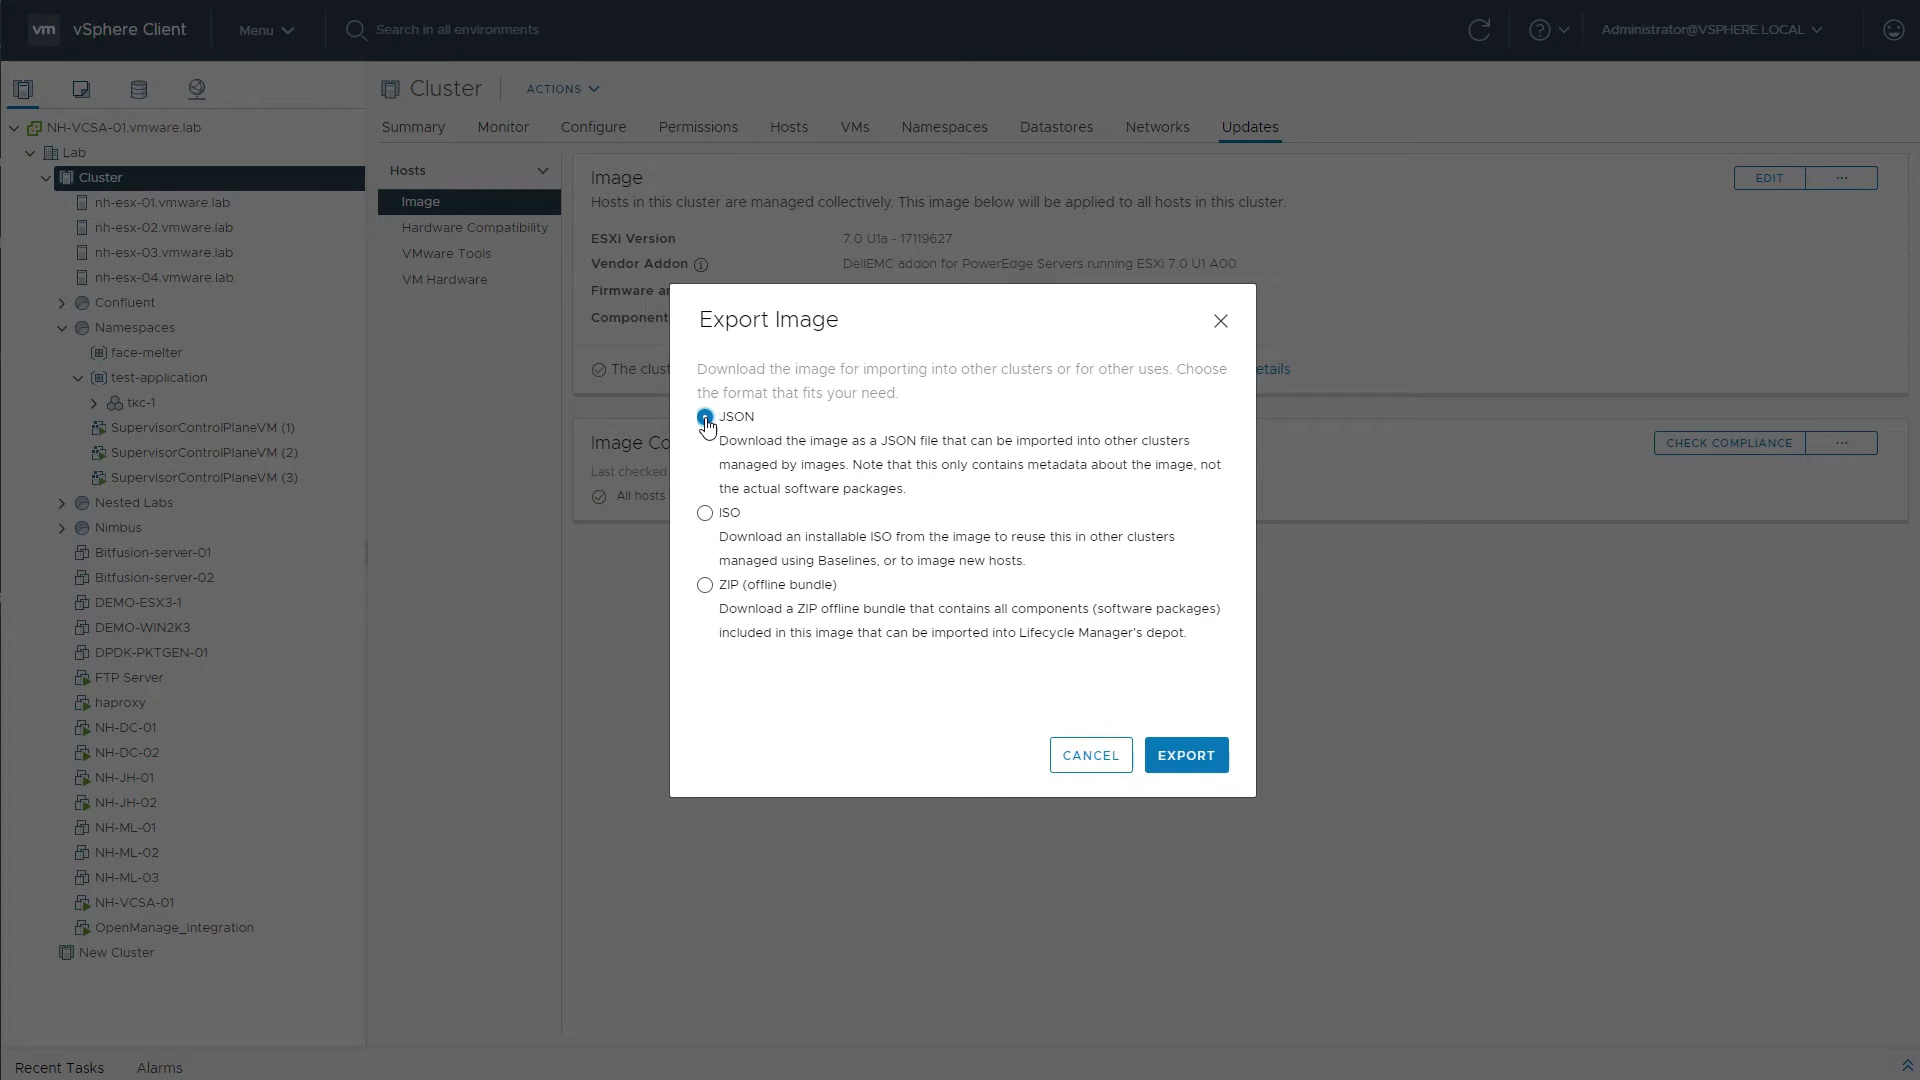 vm vSphere Client Menu Search in all environments Administrator@VSPHERE.LOCAL
Cluster ACTIONS
Summary Monitor Configure Permissions Hosts VMs Namespaces Datastores Networks Updates
NH-VCSA-01.vmware.lab
Lab
Cluster
nh-esx-01.vmware.lab
nh-esx-02.vmware.lab
nh-esx-03.vmware.lab
nh-esx-04.vmware.lab
Confluent
Namespaces
face-melter
test-application
tkc-1
SupervisorControlPlaneVM (1)
SupervisorControlPlaneVM (2)
SupervisorControlPlaneVM (3)
Nested Labs
Nimbus
Bitfusion-server-01
Bitfusion-server-02
DEMO-ESX3-1
DEMO-WIN2K3
DPDK-PKTGEN-01
FTP Server
haproxy
NH-DC-01
NH-DC-02
NH-JH-01
NH-JH-02
NH-ML-01
NH-ML-02
NH-ML-03
NH-VCSA-01
OpenManage_Integration
New Cluster
Hosts
Image
Hardware Compatibility
VMware Tools
VM Hardware
Image EDIT ...
Hosts in this cluster are managed collectively. This image below will be applied to all hosts in this cluster.
ESXi Version 7.0 U1a - 17119627
Vendor Addon DellEMC addon for PowerEdge Servers running ESXi 7.0 U1 A00
Firmware
Component
The
Image CHECK COMPLIANCE ...
Last checked
All hosts
Export Image
Download the image for importing into other clusters or for other uses. Choose
the format that fits your need.
JSON
Download the image as a JSON file that can be imported into other clusters
managed by images. Note that this only contains metadata about the image, not
the actual software packages.
ISO
Download an installable ISO from the image to reuse this in other clusters
managed using Baselines, or to image new hosts.
ZIP (offline bundle)
Download a ZIP offline bundle that contains all components (software packages)
included in this image that can be imported into Lifecycle Manager's depot.
CANCEL EXPORT
Recent Tasks Alarms